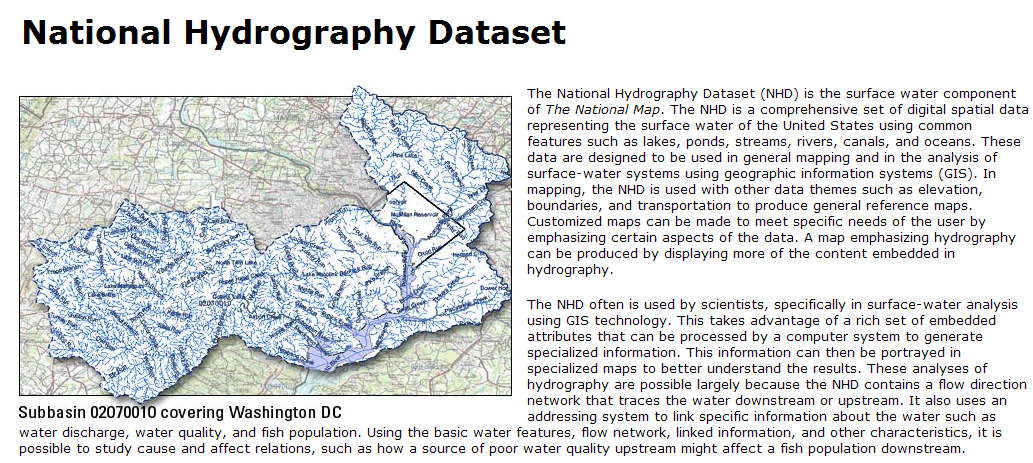 National Hydrography Dataset
The National Hydrography Dataset (NHD) is the surface water component
of The National Map. The NHD is a comprehensive set of digital spatial data
representing the surface water of the United States using common
features such as lakes, ponds, streams, rivers, canals, and oceans. These
data are designed to be used in general mapping and in the analysis of
surface-water systems using geographic information systems (GIS). In
mapping, the NHD is used with other data themes such as elevation,
boundaries, and transportation to produce general reference maps.
Customized maps can be made to meet specific needs of the user by
emphasizing certain aspects of the data. A map emphasizing hydrography
can be produced by displaying more of the content embedded in
hydrography.
The NHD often is used by scientists, specifically in surface-water analysis
using GIS technology. This takes advantage of a rich set of embedded
attributes that can be processed by a computer system to generate
specialized information. This information can then be portrayed in
specialized maps to better understand the results. These analyses of
hydrography are possible largely because the NHD contains a flow direction
network that traces the water downstream or upstream. It also uses an
addressing system to link specific information about the water such as
water discharge, water quality, and fish population. Using the basic water features, flow network, linked information, and other characteristics, it is
possible to study cause and affect relations, such as how a source of poor water quality upstream might affect a fish population downstream.
McMillan Reservoir
02070010
Subbasin 02070010 covering Washington DC